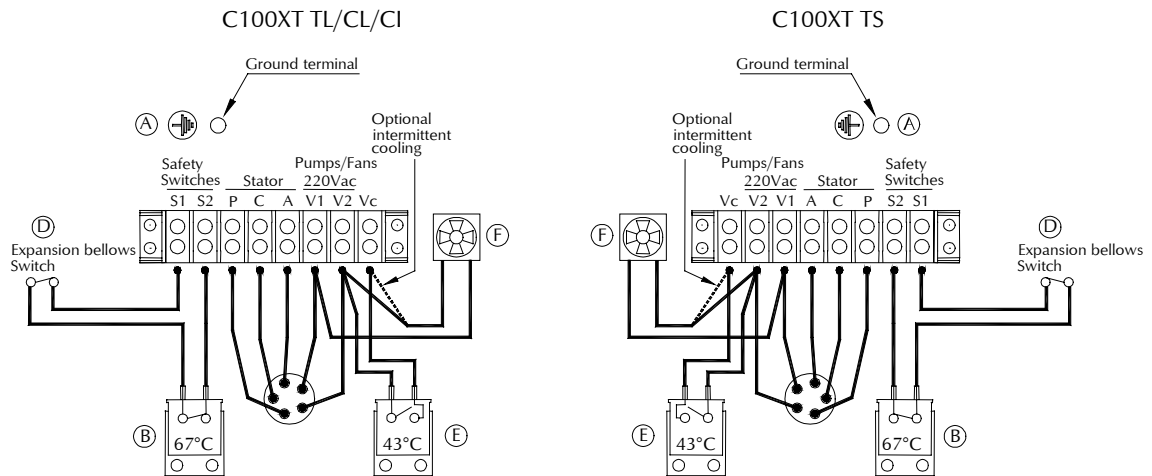 C100XT TL/CL/CI
Ground terminal
A
Optional
intermittent
cooling
Safety
Switches
Stator
Pumps/Fans
220Vac
S1 S2 P C A V1 V2 Vc
D
Expansion bellows
Switch
F
B
67°C
43°C
E
C100XT TS
Ground terminal
A
Optional
intermittent
cooling
Pumps/Fans
220Vac
Stator
Safety
Switches
Vc V2 V1 A C P S2 S1
F
D
Expansion bellows
Switch
E
43°C
67°C
B